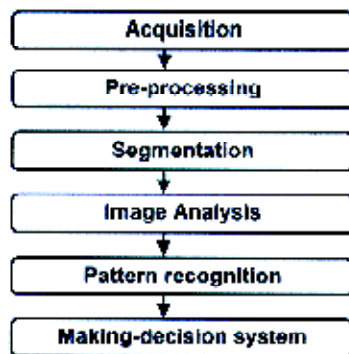 Acquisition
Pre-processing
Segmentation
Image Analysis
Pattern recognition
Making-decision system